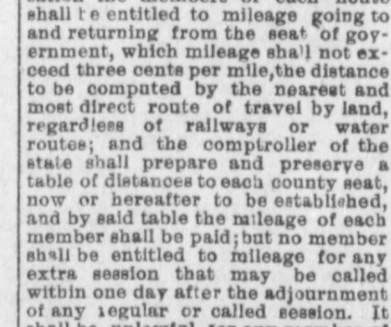 shall be entitled to mileage going to
and returning from the seat of gov-
ernment, which mileage shall not ex-
ceed three cents per mile,the distance
to be computed by the nearest and
most direct route of travel by land,
regardless of railways or water
routes; and the comptroller of the
state shall prepare and preserve a
table of distances to each county seat,
now or hereafter to be established,
and by said table the mileage of each
member shall be paid;but no member
shall be entitled to mileage for any
extra session that may be called
within one day after the adjournment
of any regular or called session. It